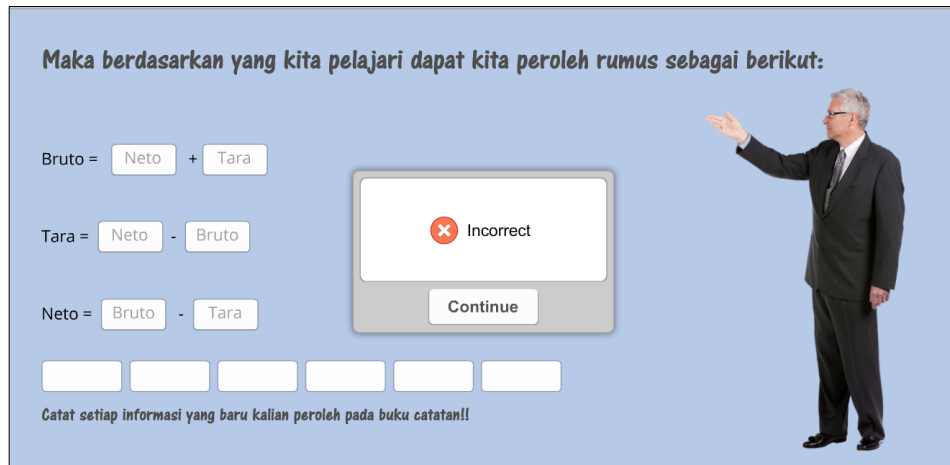 Maka berdasarkan yang kita pelajari dapat kita peroleh rumus sebagai berikut:
Bruto = Neto + Tara
Tara = Neto - Bruto
Neto = Bruto - Tara
Incorrect
Continue
Catat setiap informasi yang baru kalian peroleh pada buku catatan!!